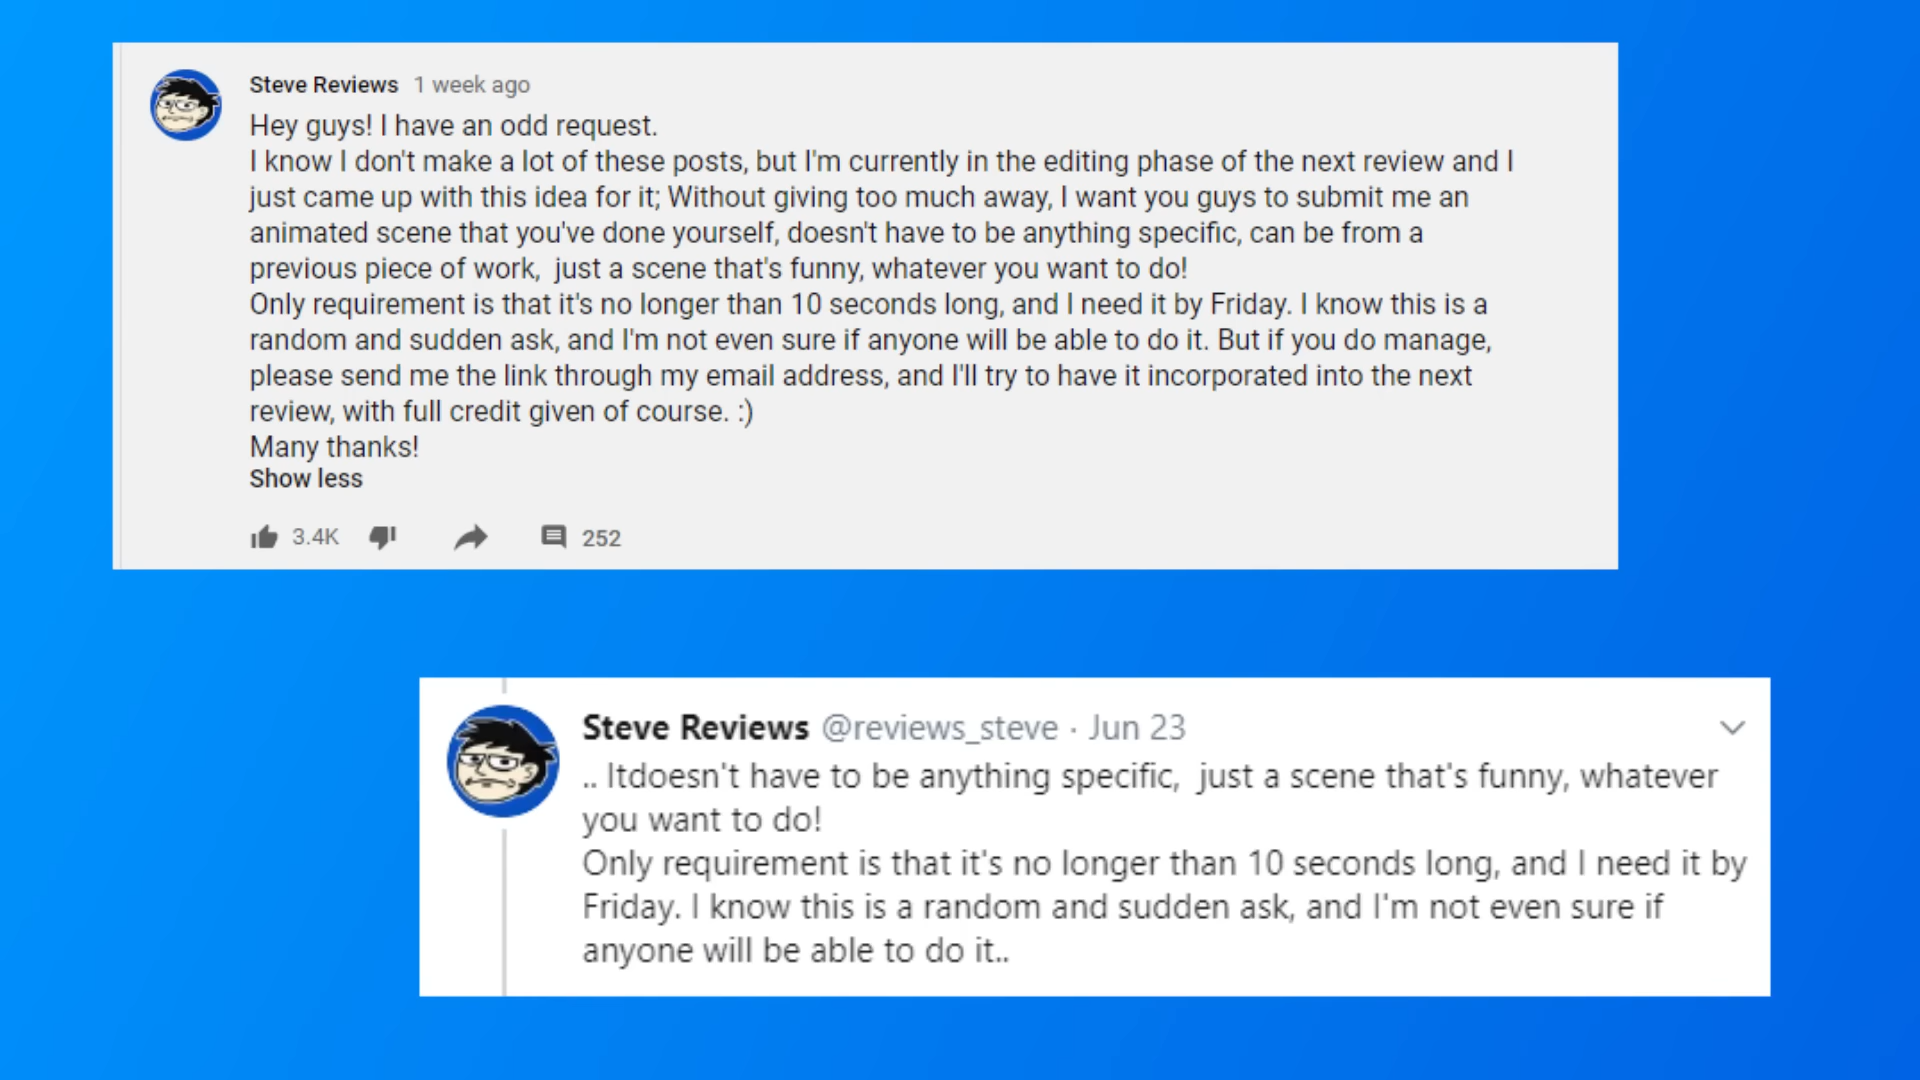 Steve Reviews 1 week ago
Hey guys! I have an odd request.
I know I don't make a lot of these posts, but I'm currently in the editing phase of the next review and I
just came up with this idea for it; Without giving too much away, I want you guys to submit me an
animated scene that you've done yourself, doesn't have to be anything specific, can be from a
previous piece of work,  just a scene that's funny, whatever you want to do!
Only requirement is that it's no longer than 10 seconds long, and I need it by Friday. I know this is a
random and sudden ask, and I'm not even sure if anyone will be able to do it. But if you do manage,
please send me the link through my email address, and I'll try to have it incorporated into the next
review, with full credit given of course. :)
Many thanks!
Show less
3.4K 252
Steve Reviews @reviews_steve · Jun 23
.. Itdoesn't have to be anything specific,  just a scene that's funny, whatever
you want to do!
Only requirement is that it's no longer than 10 seconds long, and I need it by
Friday. I know this is a random and sudden ask, and I'm not even sure if
anyone will be able to do it..